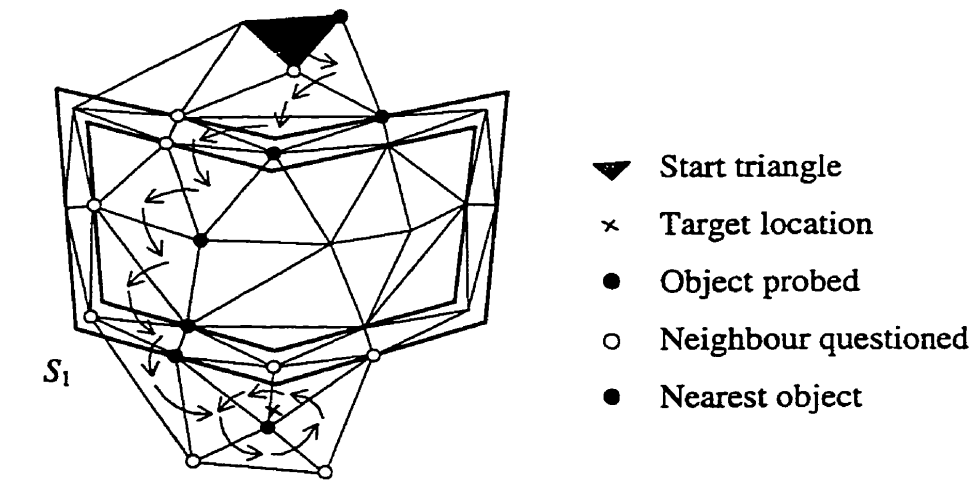 Start triangle
Target location
Object probed
Neighbour questioned
S₁
Nearest object